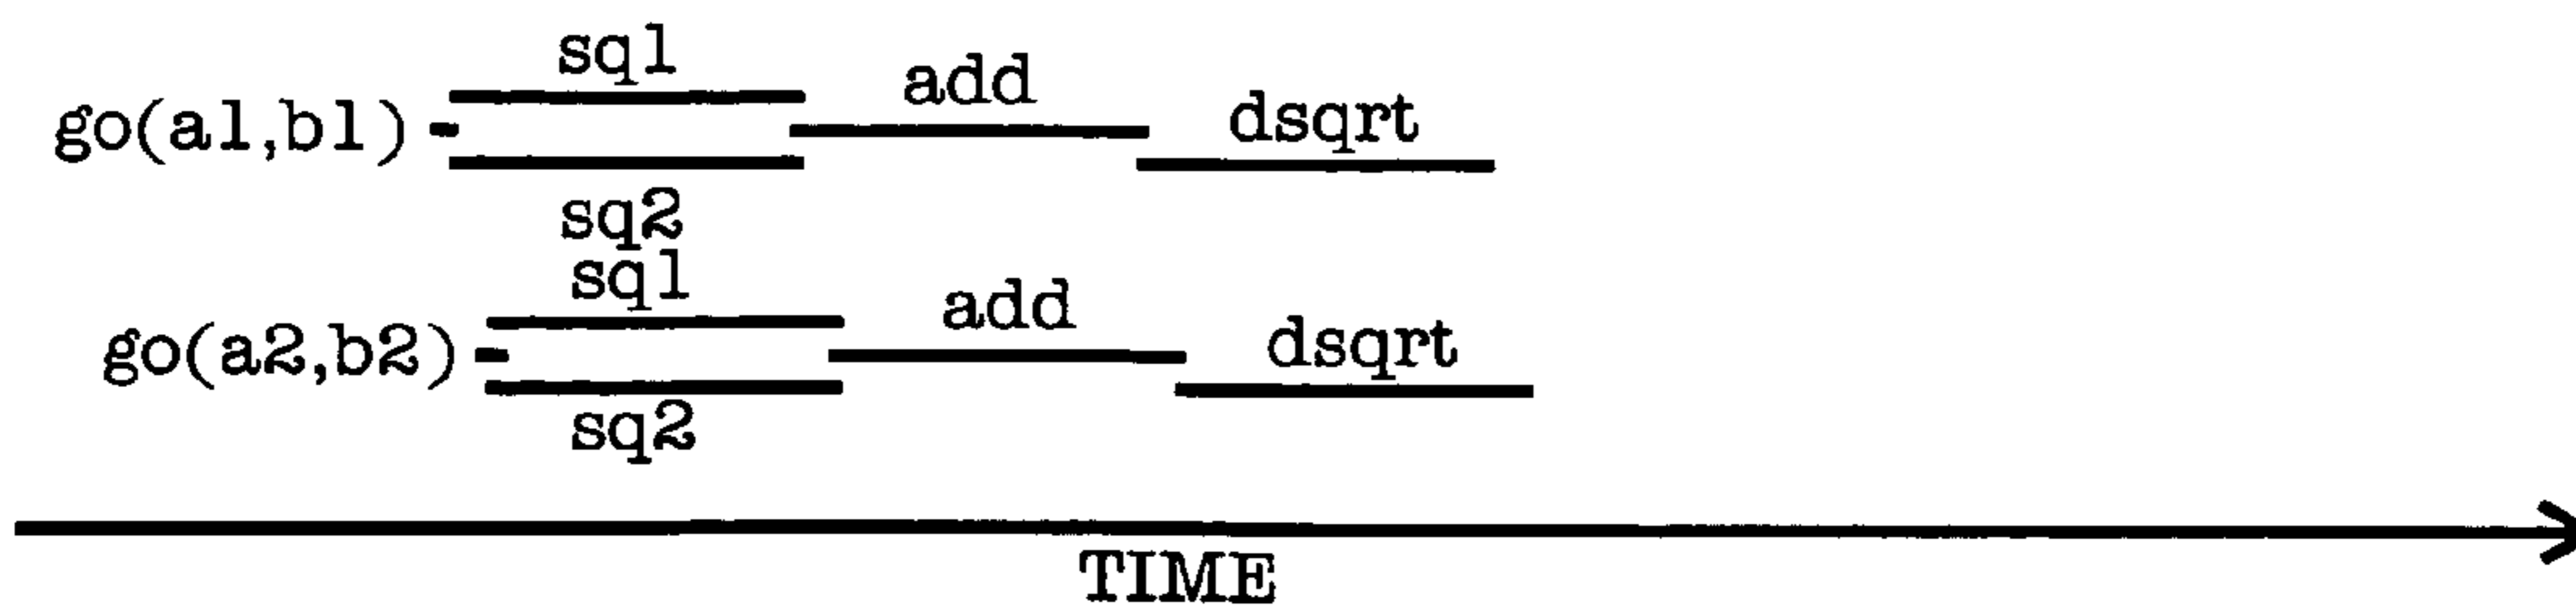 sq1
add
go(a1,b1)
dsqrt
sq2
sq1
add
go(a2,b2)
dsqrt
sq2
TIME